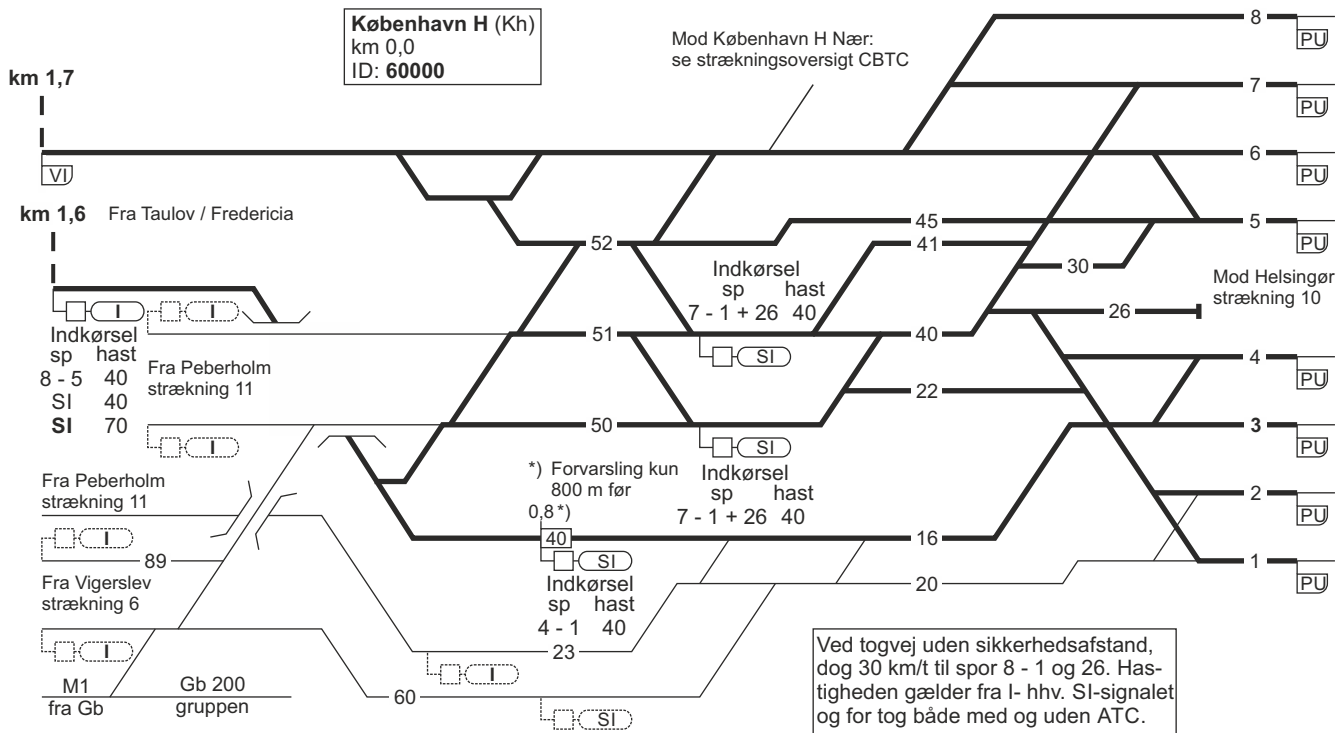 København H (Kh)
km 0,0
ID: 60000
Mod København H Nær:
se strækningsoversigt CBTC
8
PU
km 1,7
7
PU
6
VI
PU
km 1,6 Fra Taulov / Fredericia
45
5
PU
52
41
30
Indkørsel
sp hast
7 - 1 + 26 40
Mod Helsingør
strækning 10
I
I
26
Indkørsel
sp hast
8 - 5 40
SI 40
SI 70
51
40
SI
Fra Peberholm
strækning 11
4
PU
22
50
3
PU
I
SI
Indkørsel
sp hast
7 - 1 + 26 40
*) Forvarsling kun
800 m før
0,8 *)
Fra Peberholm
strækning 11
2
PU
40
16
I
SI
89
1
PU
Indkørsel
sp hast
4 - 1 40
20
Fra Vigerslev
strækning 6
I
23
I
M1
fra Gb
Gb 200
gruppen
60
SI
Ved togvej uden sikkerhedsafstand,
dog 30 km/t til spor 8 - 1 og 26. Has-
tigheden gælder fra I- hhv. SI-signalet
og for tog både med og uden ATC.